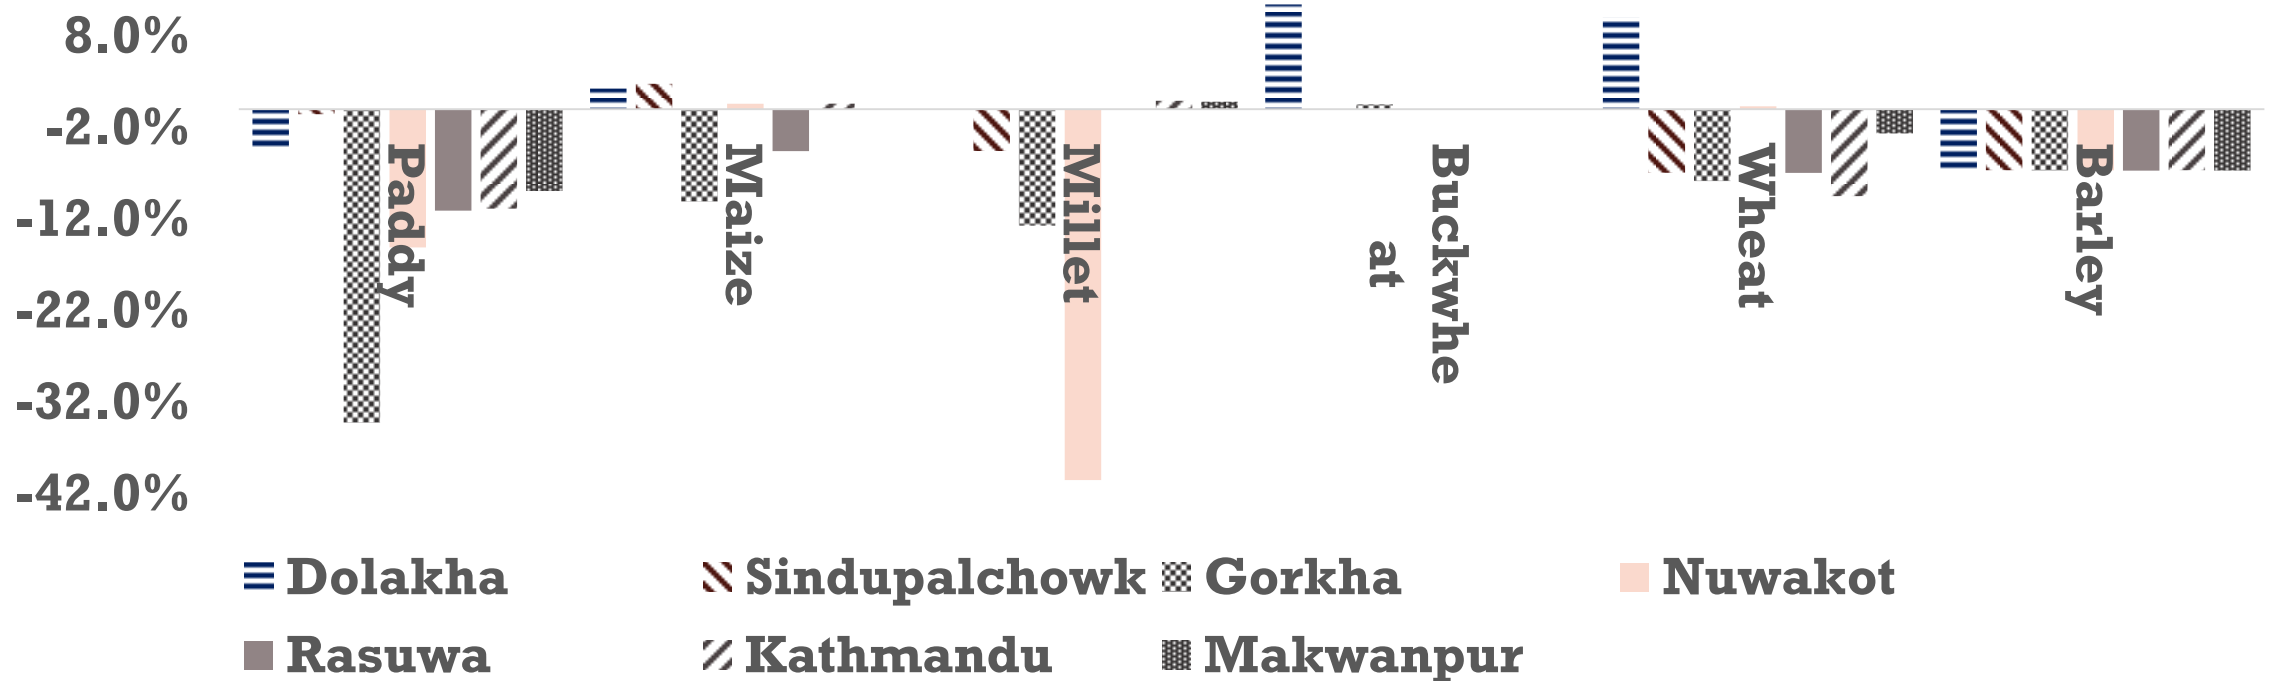 8.0%
-2.0%
-12.0%
-22.0%
-32.0%
-42.0%
Paddy
Maize
Millet
Buckwhe
at
Wheat
Barley
Dolakha
Sindupalchowk
Gorkha
Nuwakot
Rasuwa
Kathmandu
Makwanpur